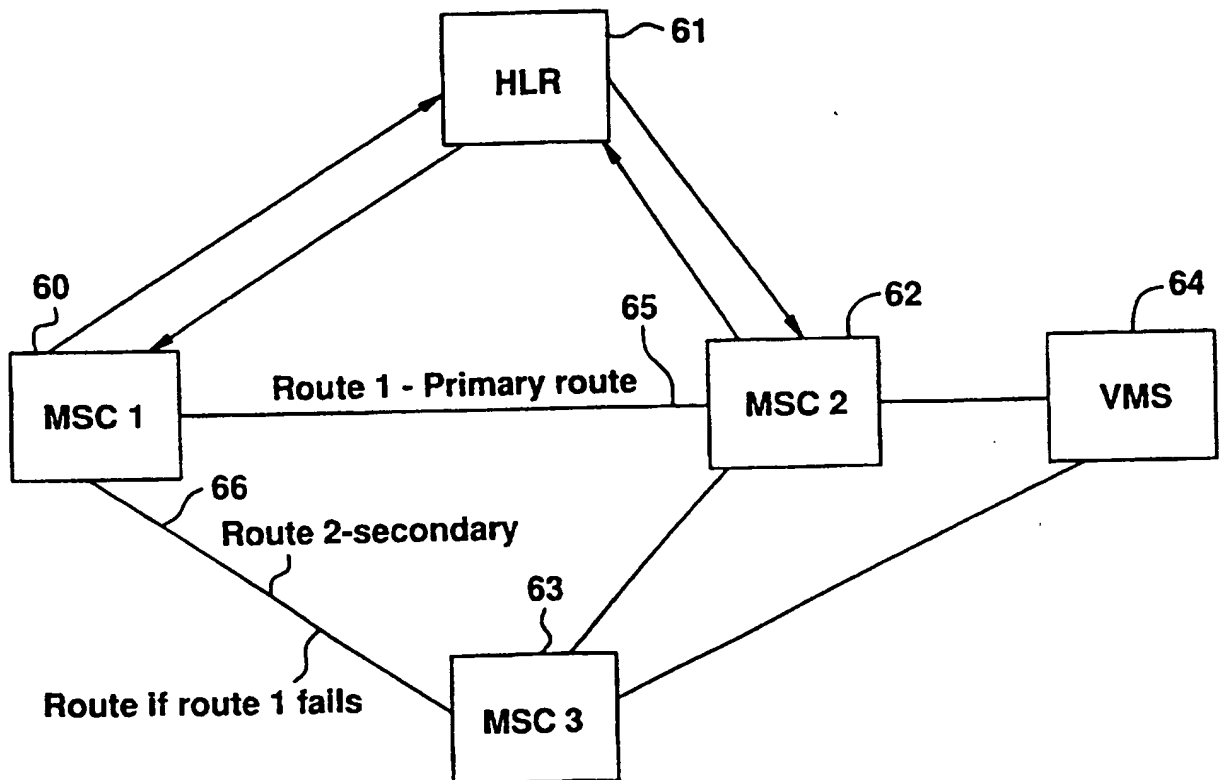 61
HLR
60
65
62
64
Route 1 - Primary route
MSC 1
MSC 2
VMS
66
Route 2-secondary
63
Route if route 1 fails
MSC 3